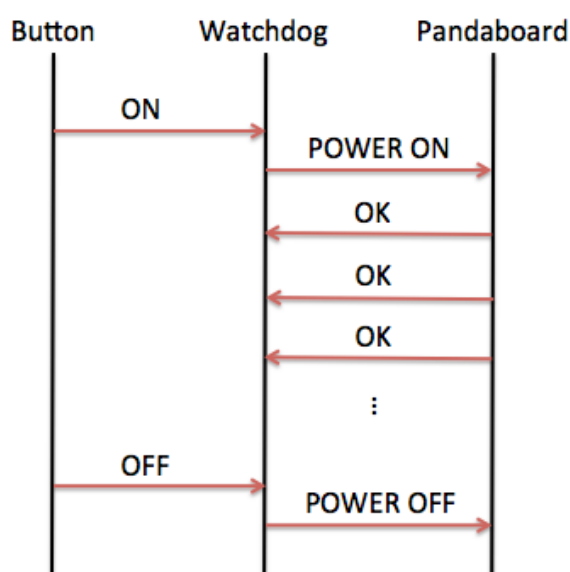 Button Watchdog Pandaboard
ON
POWER ON
OK
OK
OK
...
OFF
POWER OFF